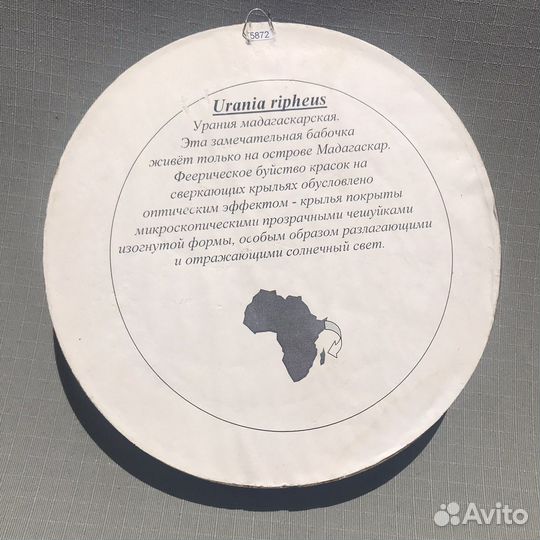 5872
Urania ripheus
Урания мадагаскарская.
Эта замечательная бабочка
живёт только на острове Мадагаскар.
Феерическое буйство красок на
сверкающих крыльях обусловлено
оптическим эффектом - крылья покрыты
микроскопическими прозрачными чешуйками
изогнутой формы, особым образом разлагающими
и отражающими солнечный свет.
Avito